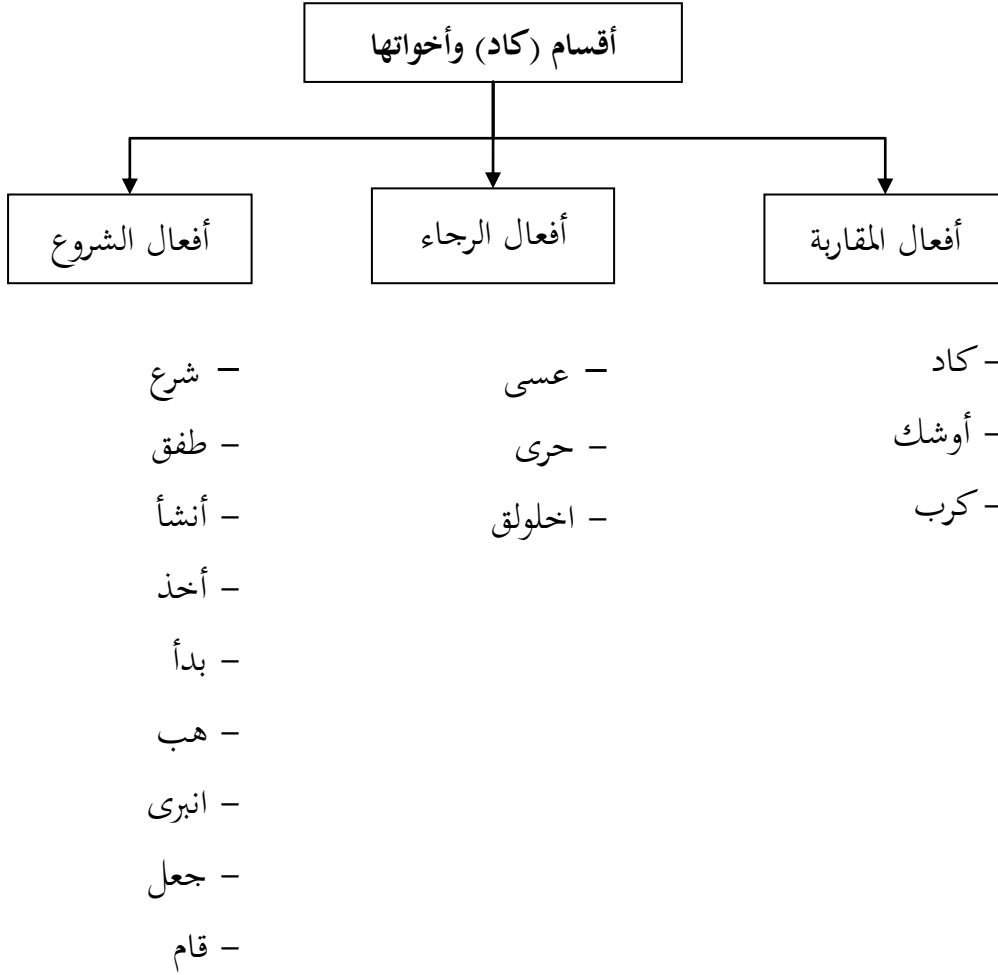 أقسام (كاد) وأخواتها
أفعال المقاربة
– كاد
– أوشك
– كرب
أفعال الرجاء
– عسى
– حرى
– اخلولق
أفعال الشروع
– شرع
– طفق
– أنشأ
– أخذ
– بدأ
– هب
– انبرى
– جعل
– قام